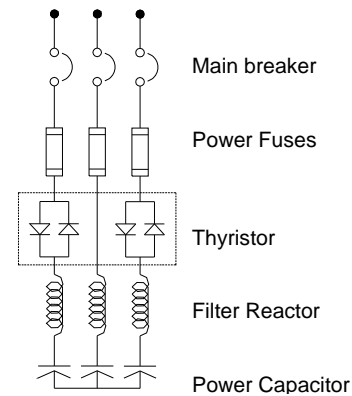 Main breaker
Power Fuses
Thyristor
Filter Reactor
Power Capacitor